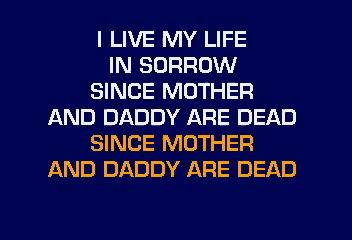 I LIVE MY LIFE
IN SORROW
SINCE MOTHER
AND DADDY ARE DEAD
SINCE MOTHER
AND DADDY ARE DEAD